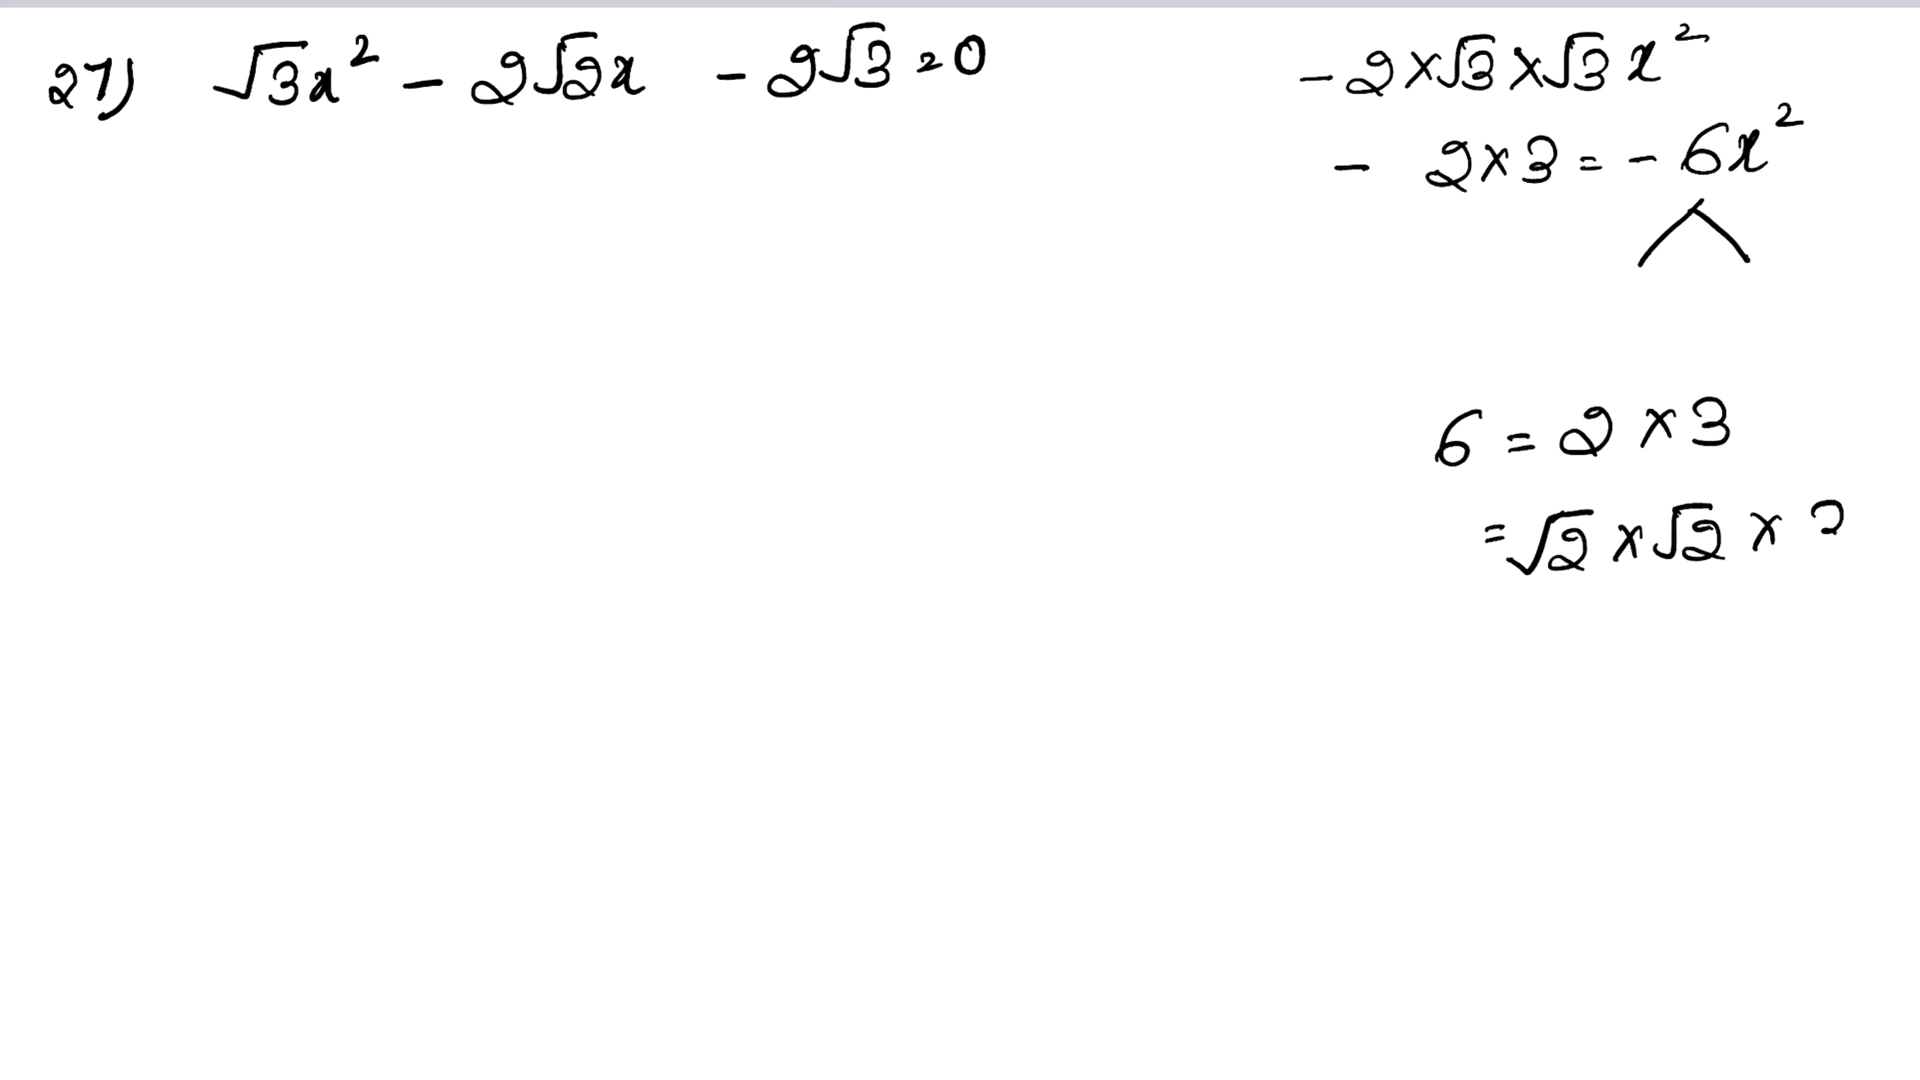 27) √3x² - 2√2x - 2√3 = 0
-2×√3×√3 x²
- 2×3 = - 6x²
6 = 2×3
= √2 × √2 ×